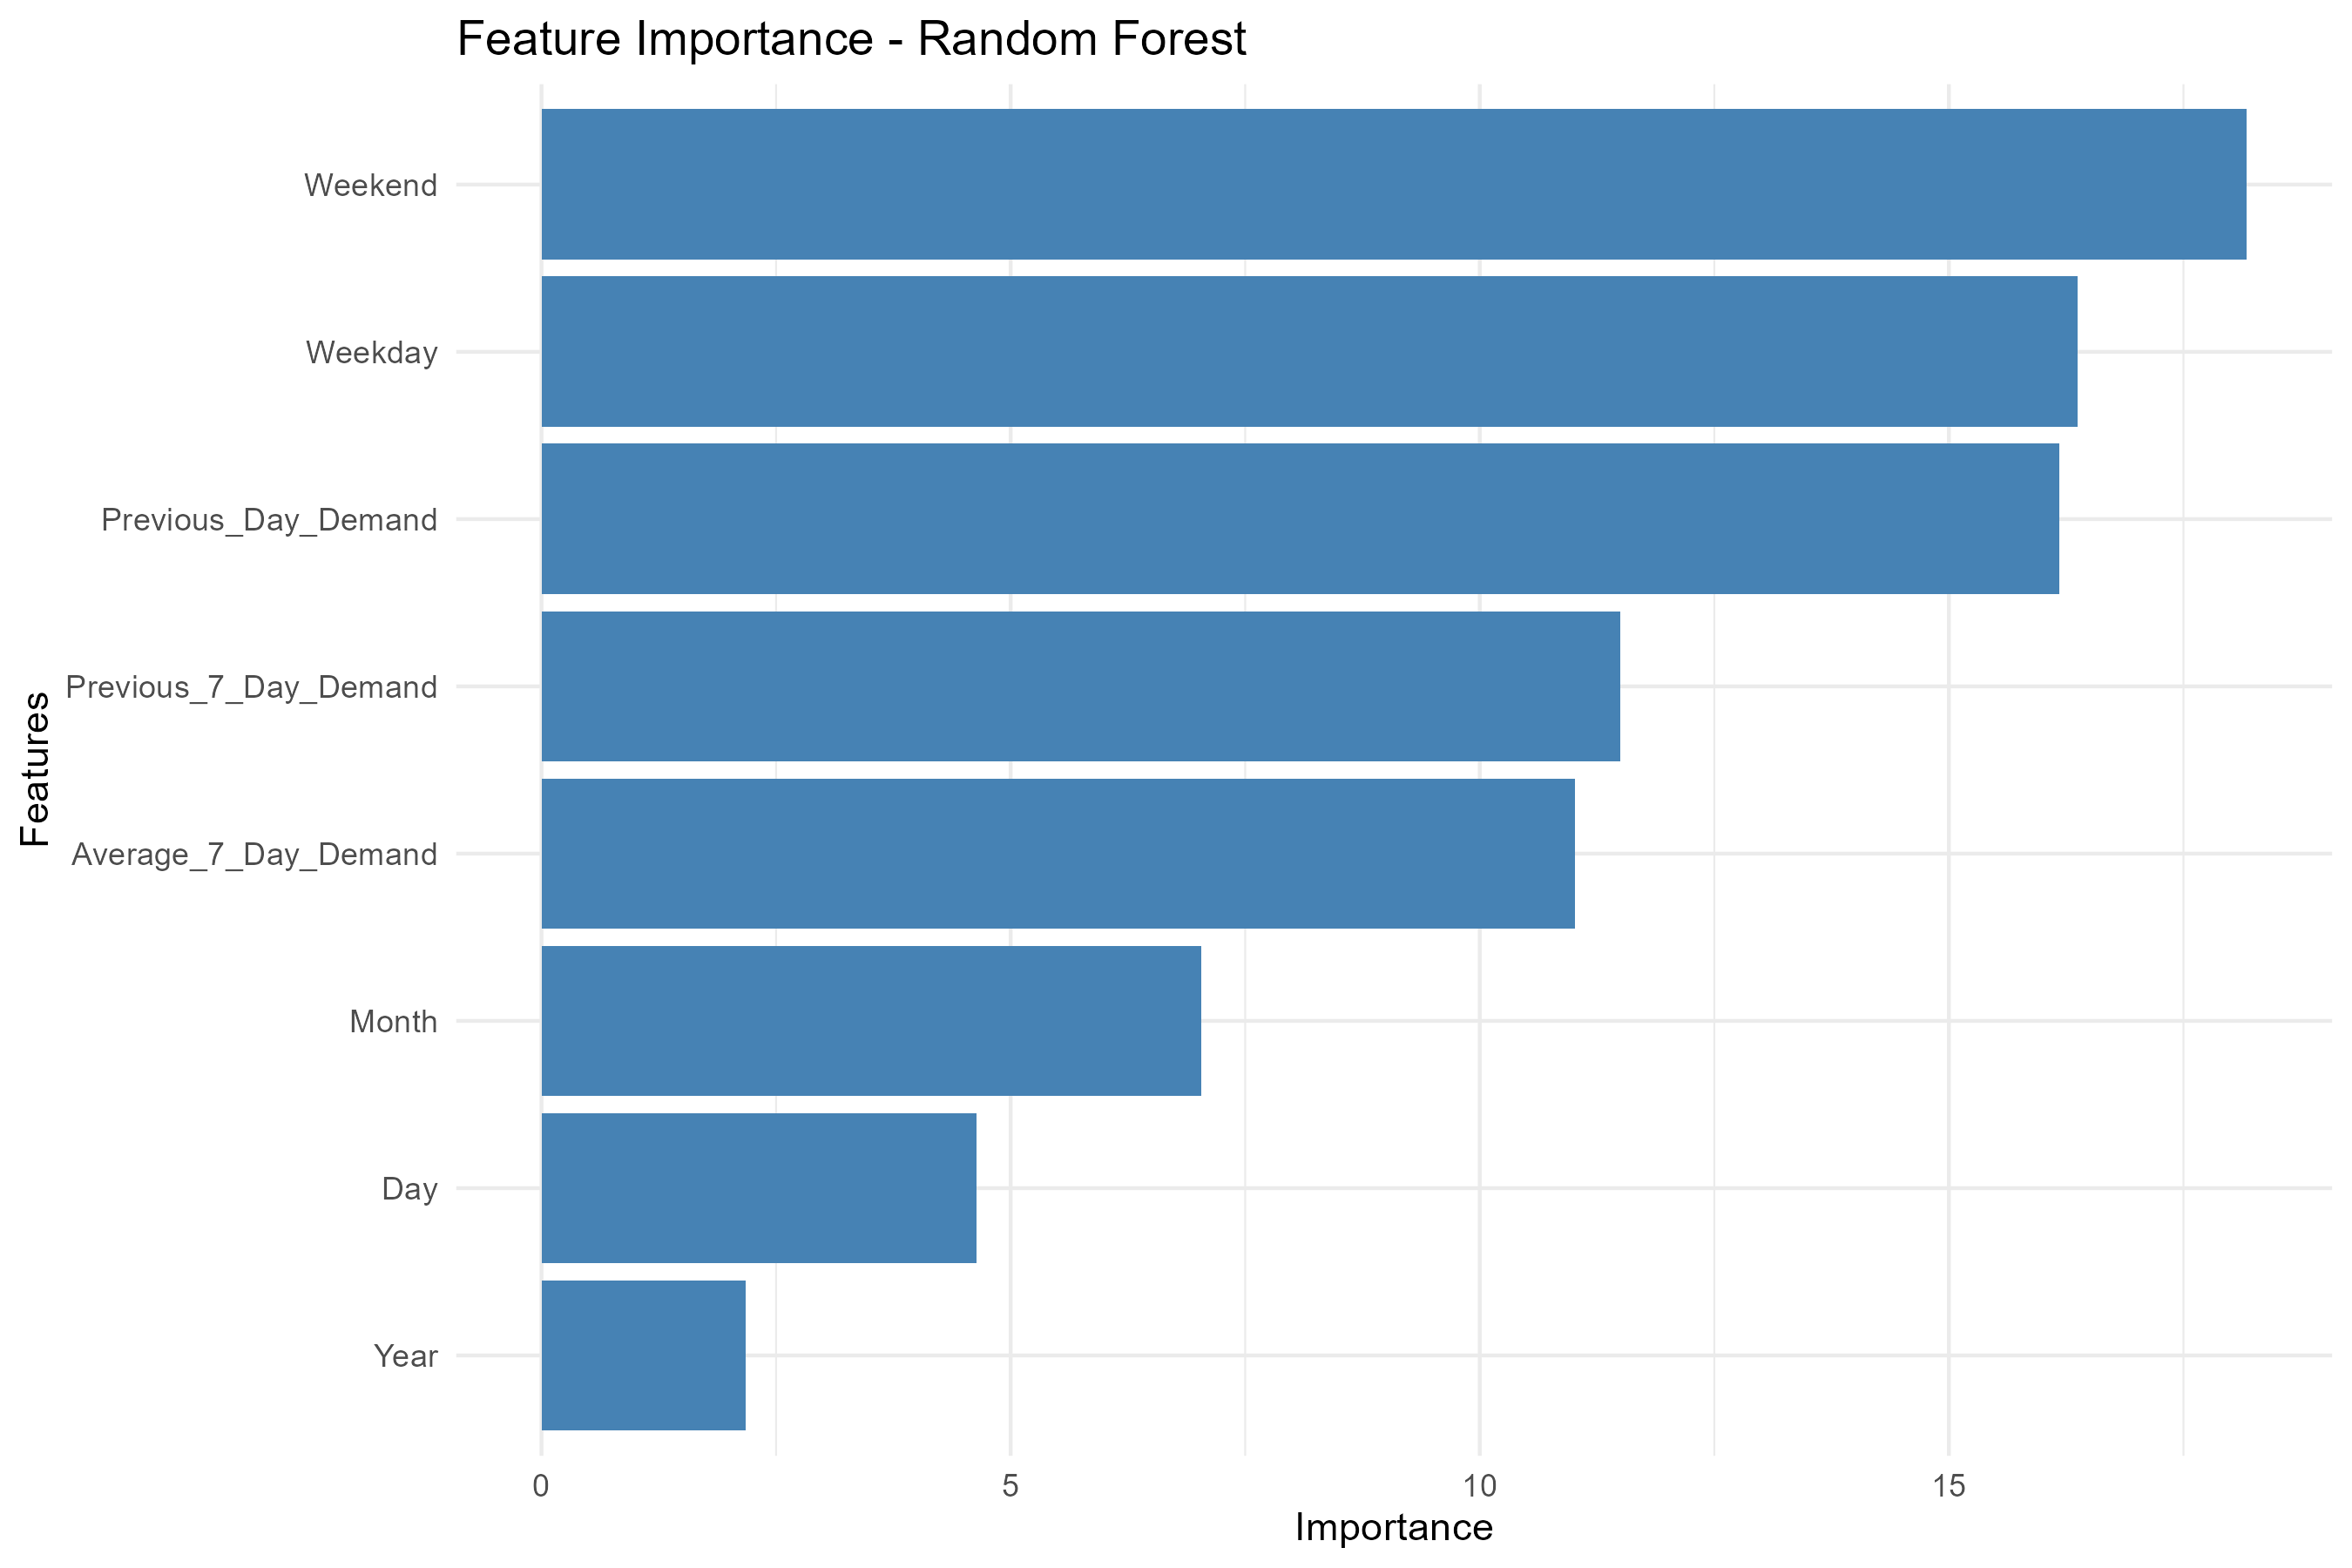 Feature Importance - Random Forest
Features
Weekend
Weekday
Previous_Day_Demand
Previous_7_Day_Demand
Average_7_Day_Demand
Month
Day
Year
0 5 10 15
Importance